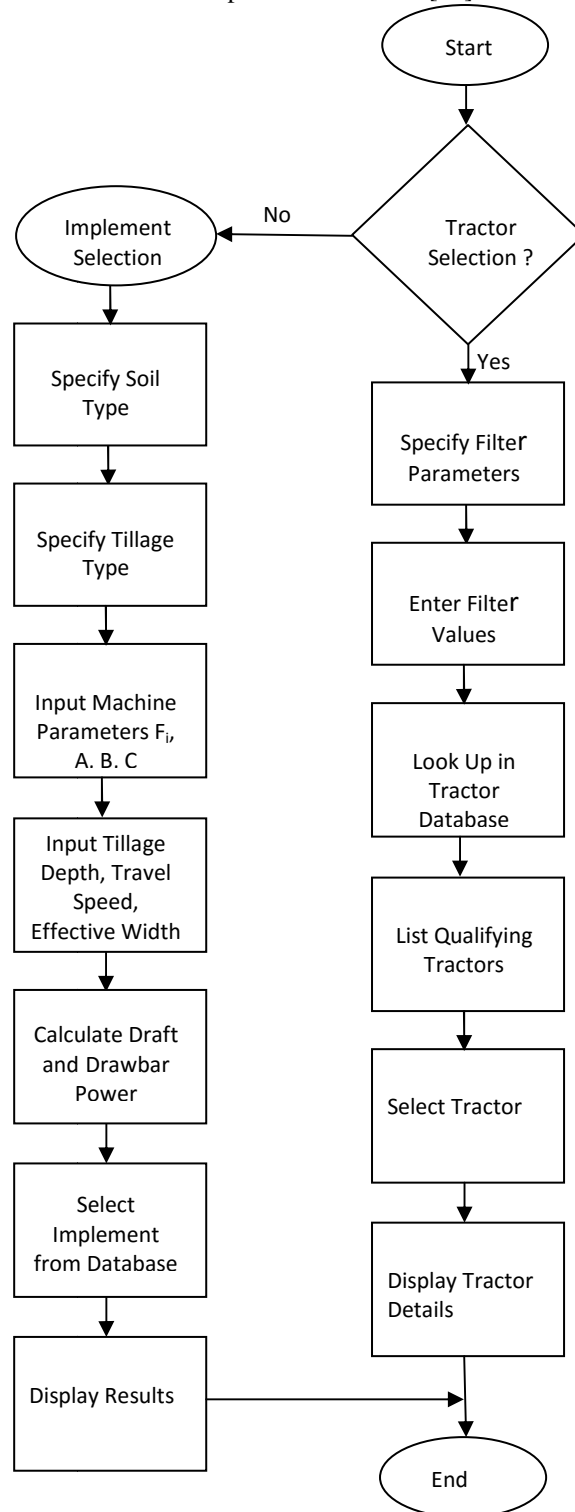 Start
Tractor
Selection ?
No
Yes
Implement
Selection
Specify Soil
Type
Specify Tillage
Type
Input Machine
Parameters Fi,
A. B. C
Input Tillage
Depth, Travel
Speed,
Effective Width
Calculate Draft
and Drawbar
Power
Select
Implement
from Database
Display Results
Specify Filter
Parameters
Enter Filter
Values
Look Up in
Tractor
Database
List Qualifying
Tractors
Select Tractor
Display Tractor
Details
End